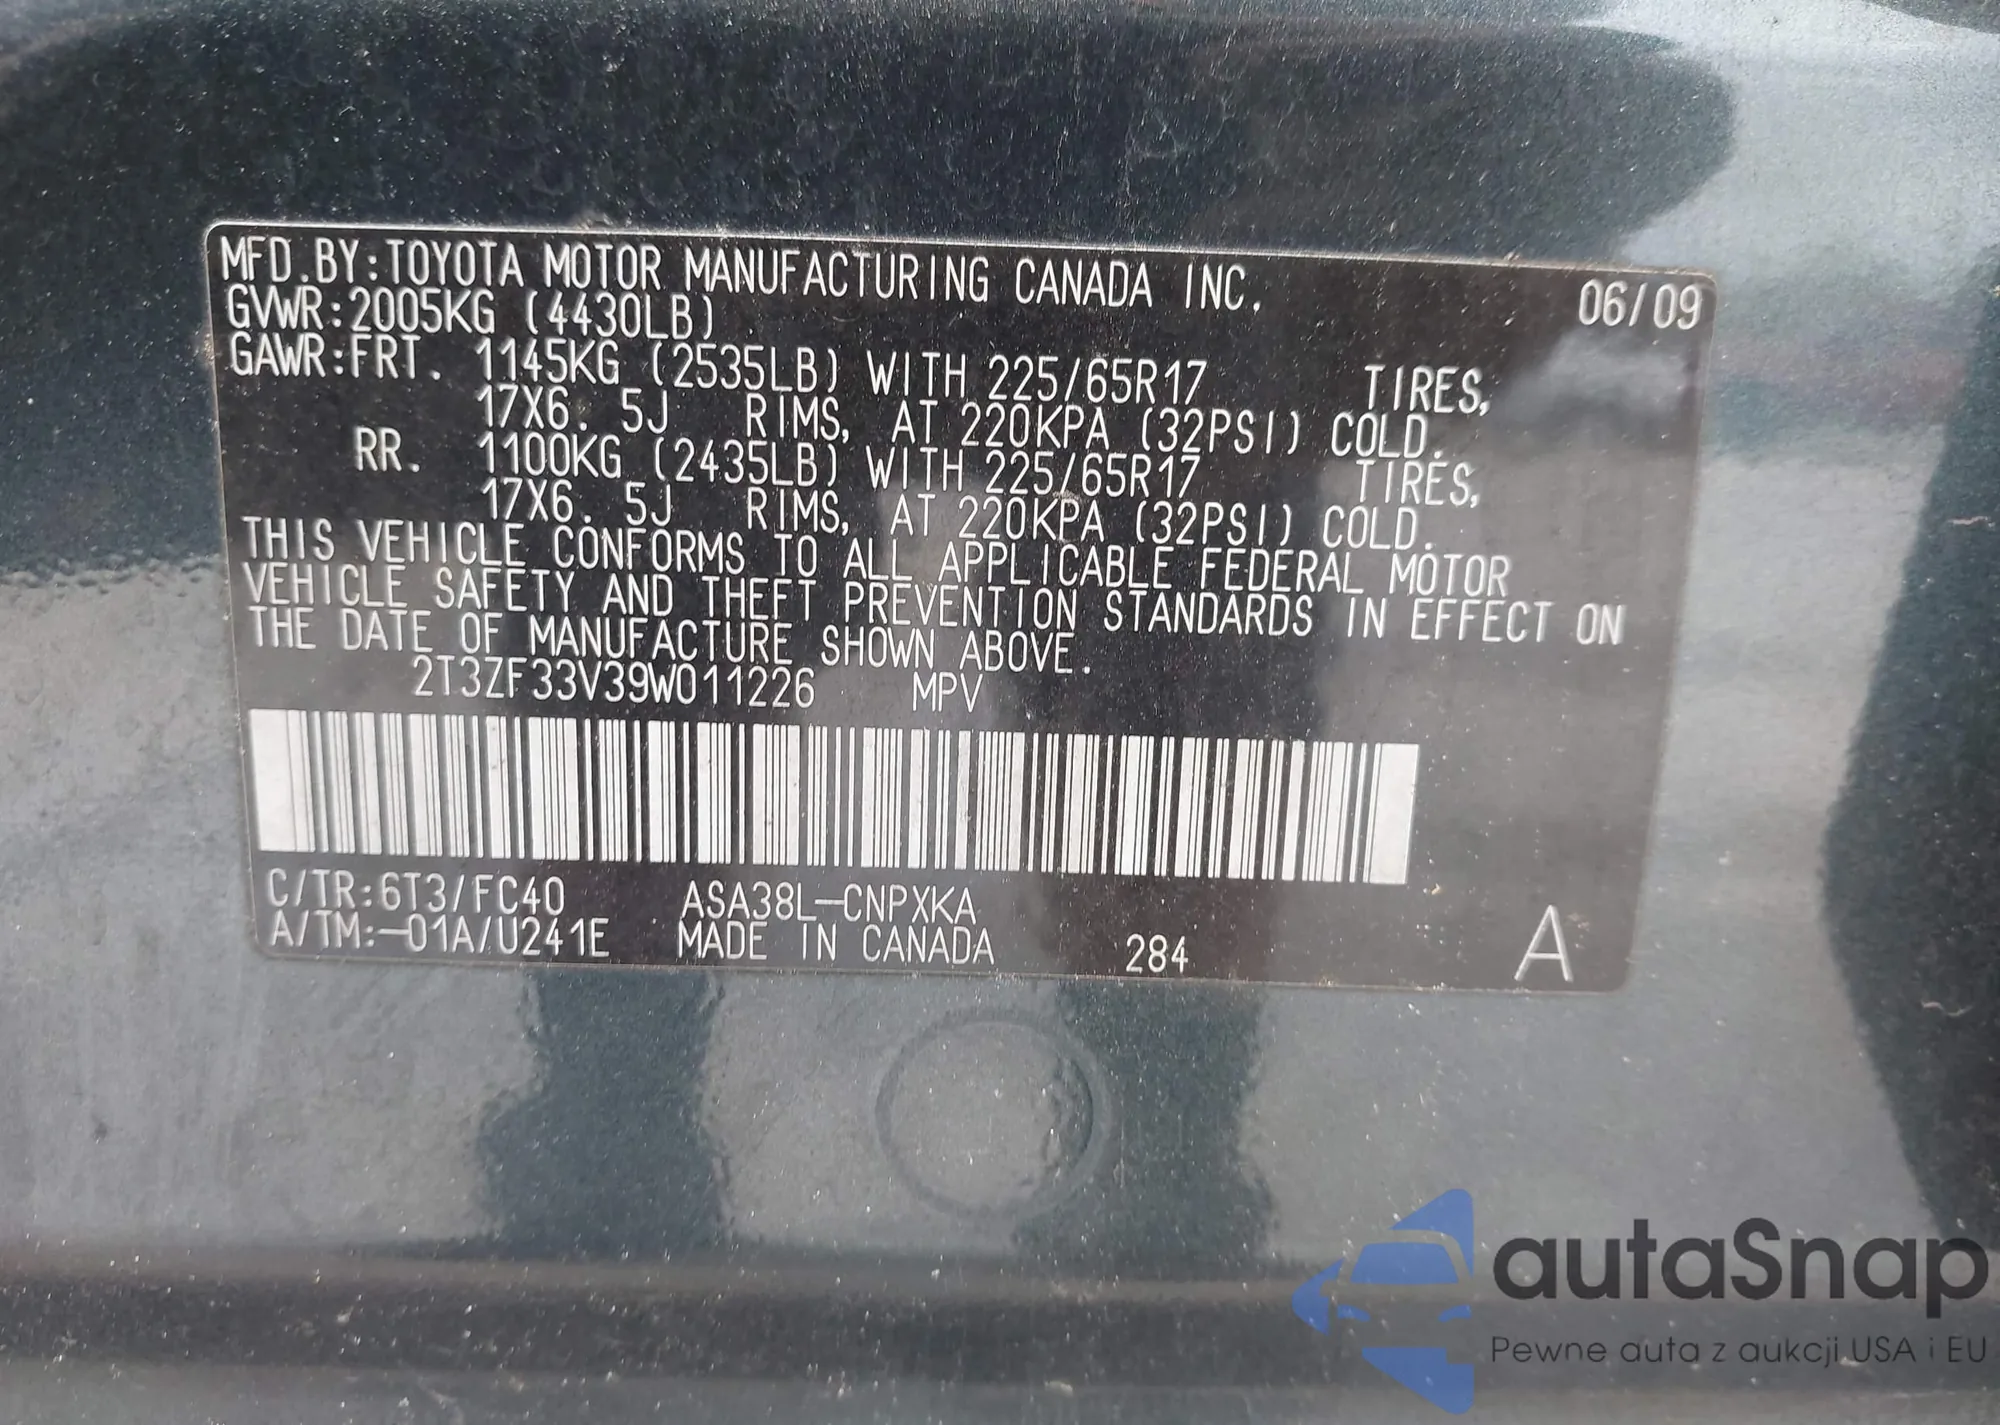 MFD.BY:TOYOTA MOTOR MANUFACTURING CANADA INC. 06/09
GVWR:2005KG (4430LB)
GAWR:FRT. 1145KG (2535LB) WITH 225/65R17 TIRES,
17X6.5J RIMS, AT 220KPA (32PSI) COLD.
RR. 1100KG (2435LB) WITH 225/65R17 TIRES,
17X6.5J RIMS, AT 220KPA (32PSI) COLD.
THIS VEHICLE CONFORMS TO ALL APPLICABLE FEDERAL MOTOR
VEHICLE SAFETY AND THEFT PREVENTION STANDARDS IN EFFECT ON
THE DATE OF MANUFACTURE SHOWN ABOVE.
2T3ZF33V39W011226 MPV
C/TR:6T3/FC40 ASA38L-CNPXKA
A/TM:-01A/U241E MADE IN CANADA 284 A
autaSnap
Pewne auta z aukcji USA i EU